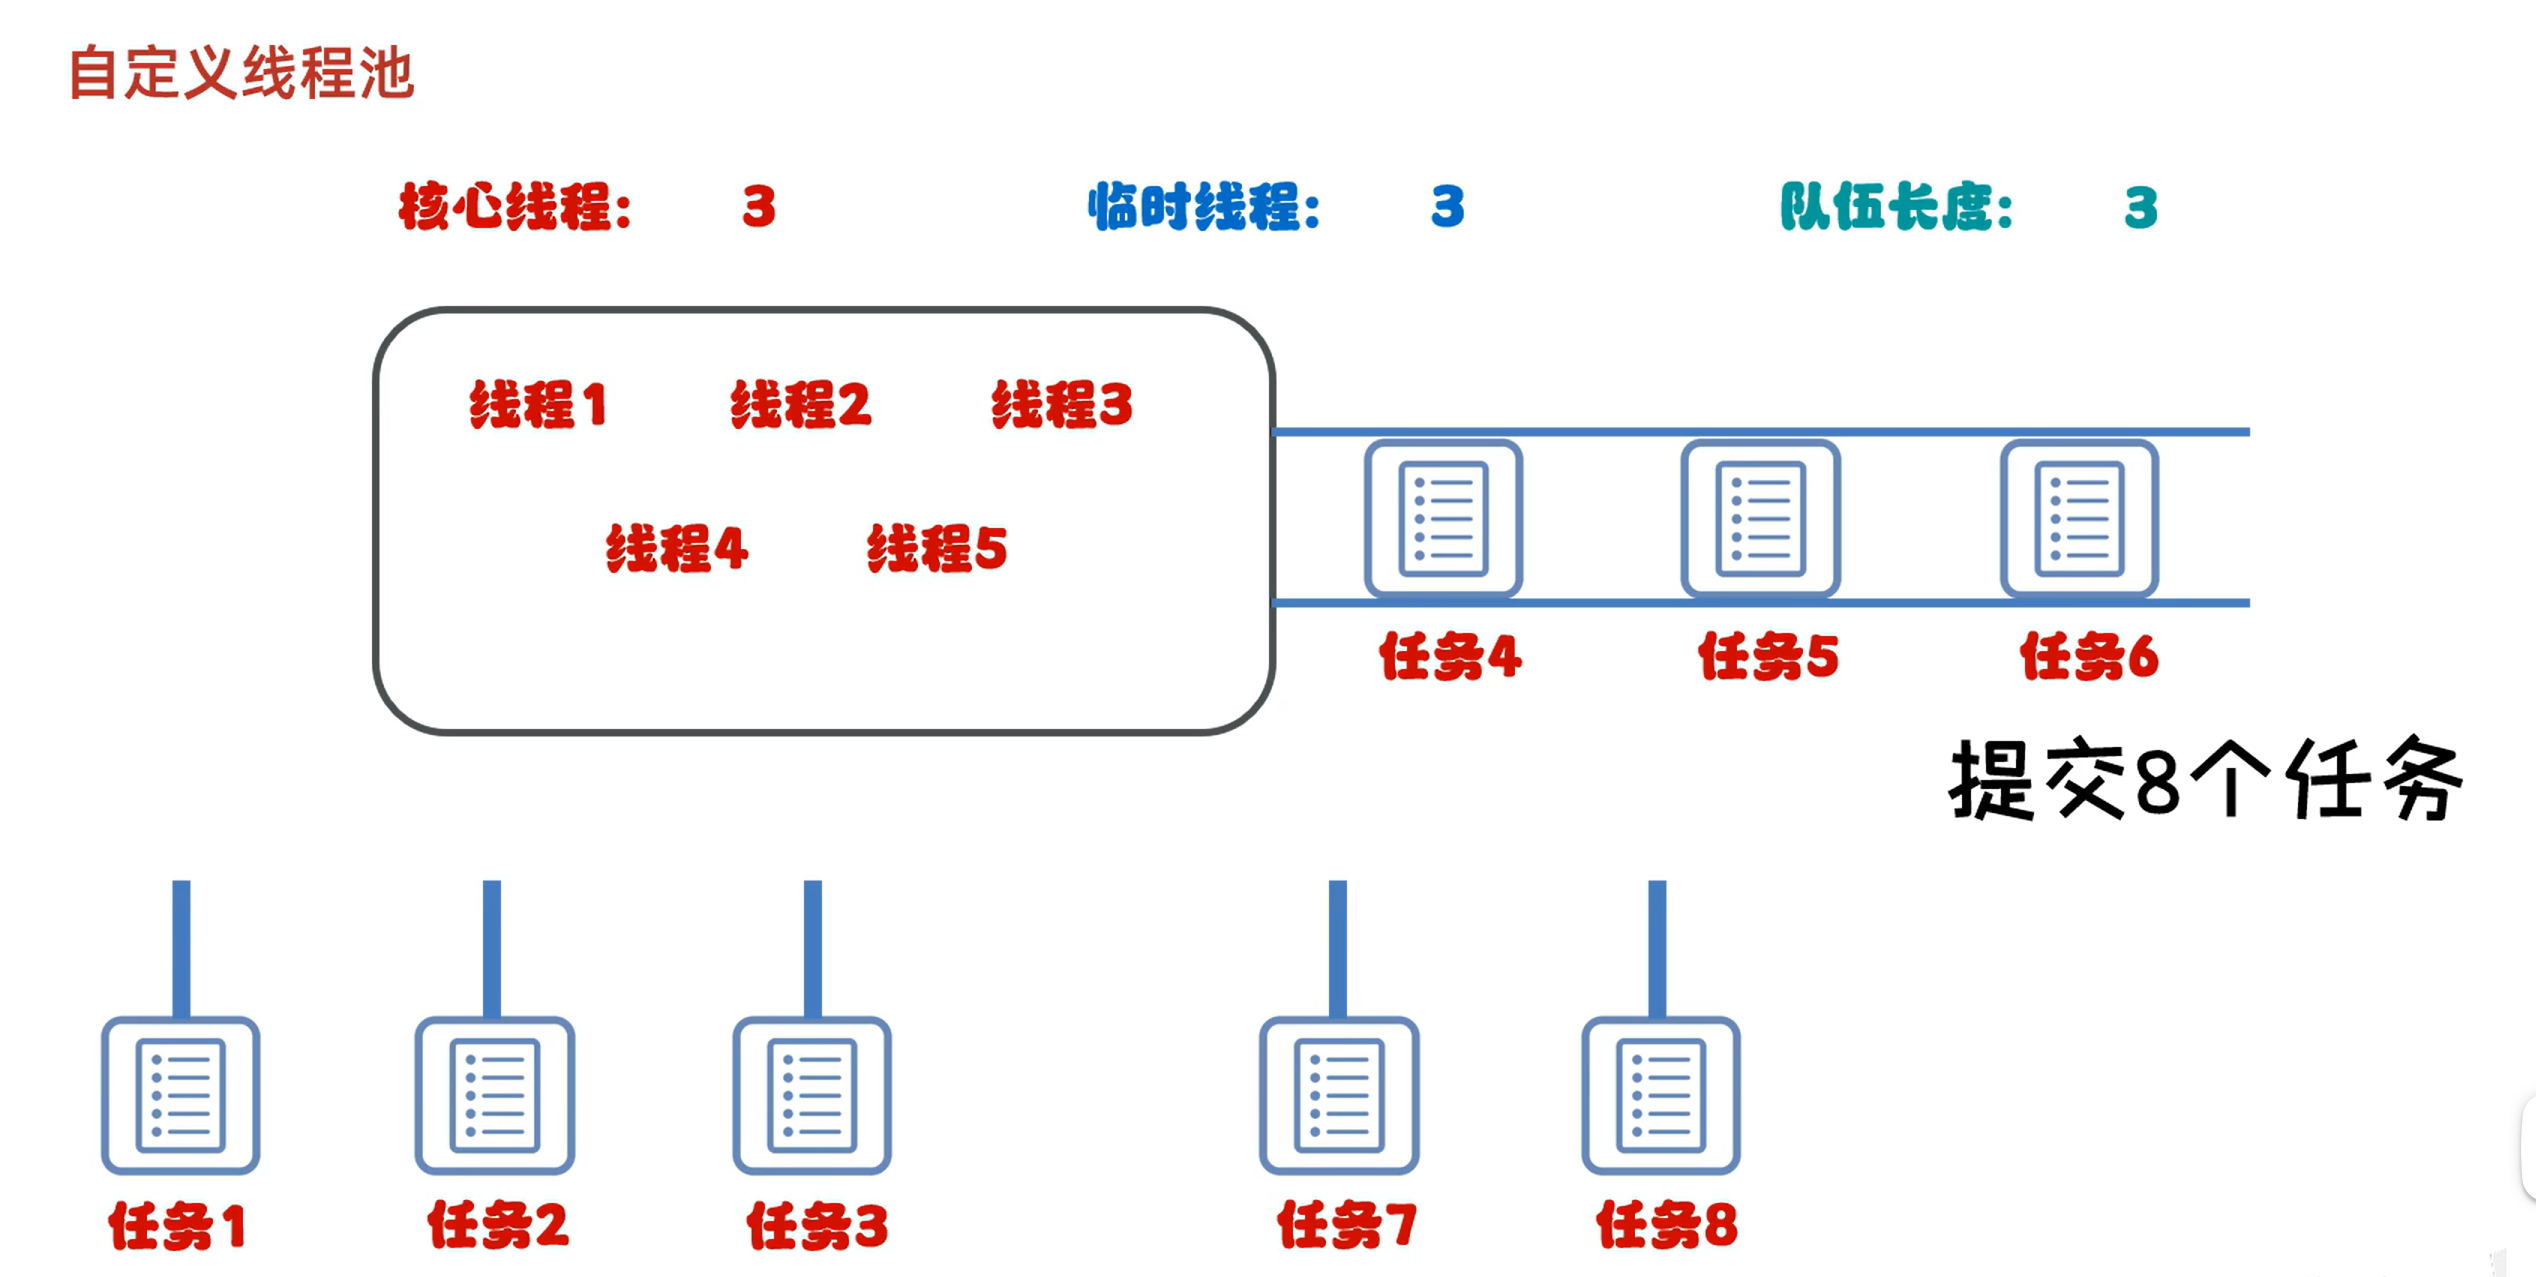 自定义线程池
核心线程： 3 临时线程： 3 队伍长度： 3
线程1 线程2 线程3
线程4 线程5
任务4 任务5 任务6
提交8个任务
任务1 任务2 任务3 任务7 任务8